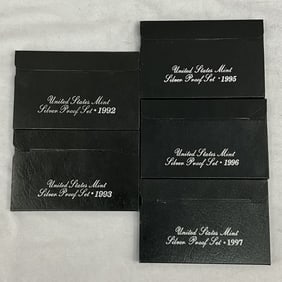 United States Mint
Silver Proof Set • 1992
United States Mint
Silver Proof Set • 1993
United States Mint
Silver Proof Set • 1995
United States Mint
Silver Proof Set • 1996
United States Mint
Silver Proof Set • 1997